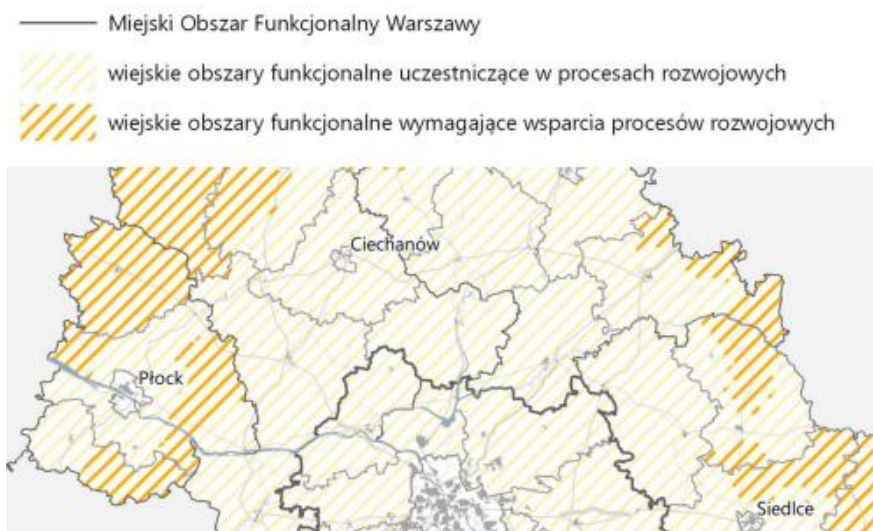 Miejski Obszar Funkcjonalny Warszawy
wiejskie obszary funkcjonalne uczestniczące w procesach rozwojowych
wiejskie obszary funkcjonalne wymagające wsparcia procesów rozwojowych
Ciechanów
Płock
Siedlce